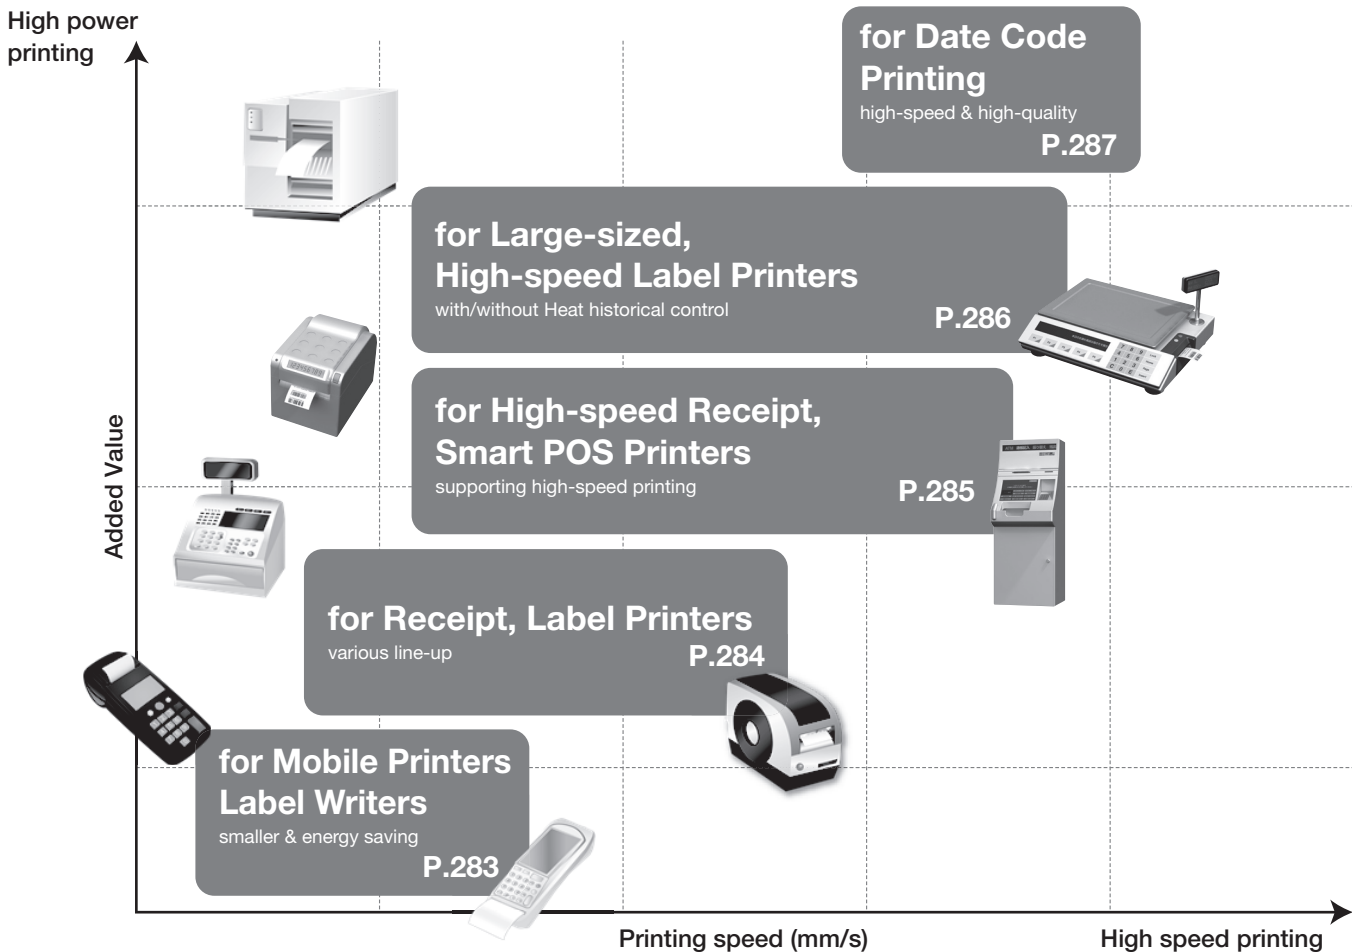 High power
printing
for Date Code
Printing
high-speed & high-quality
P.287
for Large-sized,
High-speed Label Printers
with/without Heat historical control
P.286
for High-speed Receipt,
Smart POS Printers
supporting high-speed printing
P.285
Added Value
for Receipt, Label Printers
various line-up
P.284
for Mobile Printers
Label Writers
smaller & energy saving
P.283
Printing speed (mm/s)
High speed printing